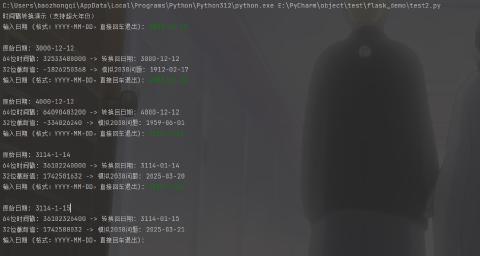 C:\Users\baozhongqi\AppData\Local\Programs\Python\Python312\python.exe E:\PyCharm\object\test\flask_demo\test2.py
时间戳转换演示（支持超大年份）
输入日期 (格式: YYYY-MM-DD, 直接回车退出):
原始日期: 3000-12-12
64位时间戳: 32533488000 -> 转换回日期: 3000-12-12
32位截断值: -1826250368 -> 模拟2038问题: 1912-02-17
输入日期 (格式: YYYY-MM-DD, 直接回车退出):
原始日期: 4000-12-12
64位时间戳: 64090483200 -> 转换回日期: 4000-12-12
32位截断值: -334026240 -> 模拟2038问题: 1959-06-01
输入日期 (格式: YYYY-MM-DD, 直接回车退出):
原始日期: 3114-1-14
64位时间戳: 36102240000 -> 转换回日期: 3114-01-14
32位截断值: 1742501632 -> 模拟2038问题: 2025-03-20
输入日期 (格式: YYYY-MM-DD, 直接回车退出):
原始日期: 3114-1-15
64位时间戳: 36102326400 -> 转换回日期: 3114-01-15
32位截断值: 1742588032 -> 模拟2038问题: 2025-03-21
输入日期 (格式: YYYY-MM-DD, 直接回车退出):